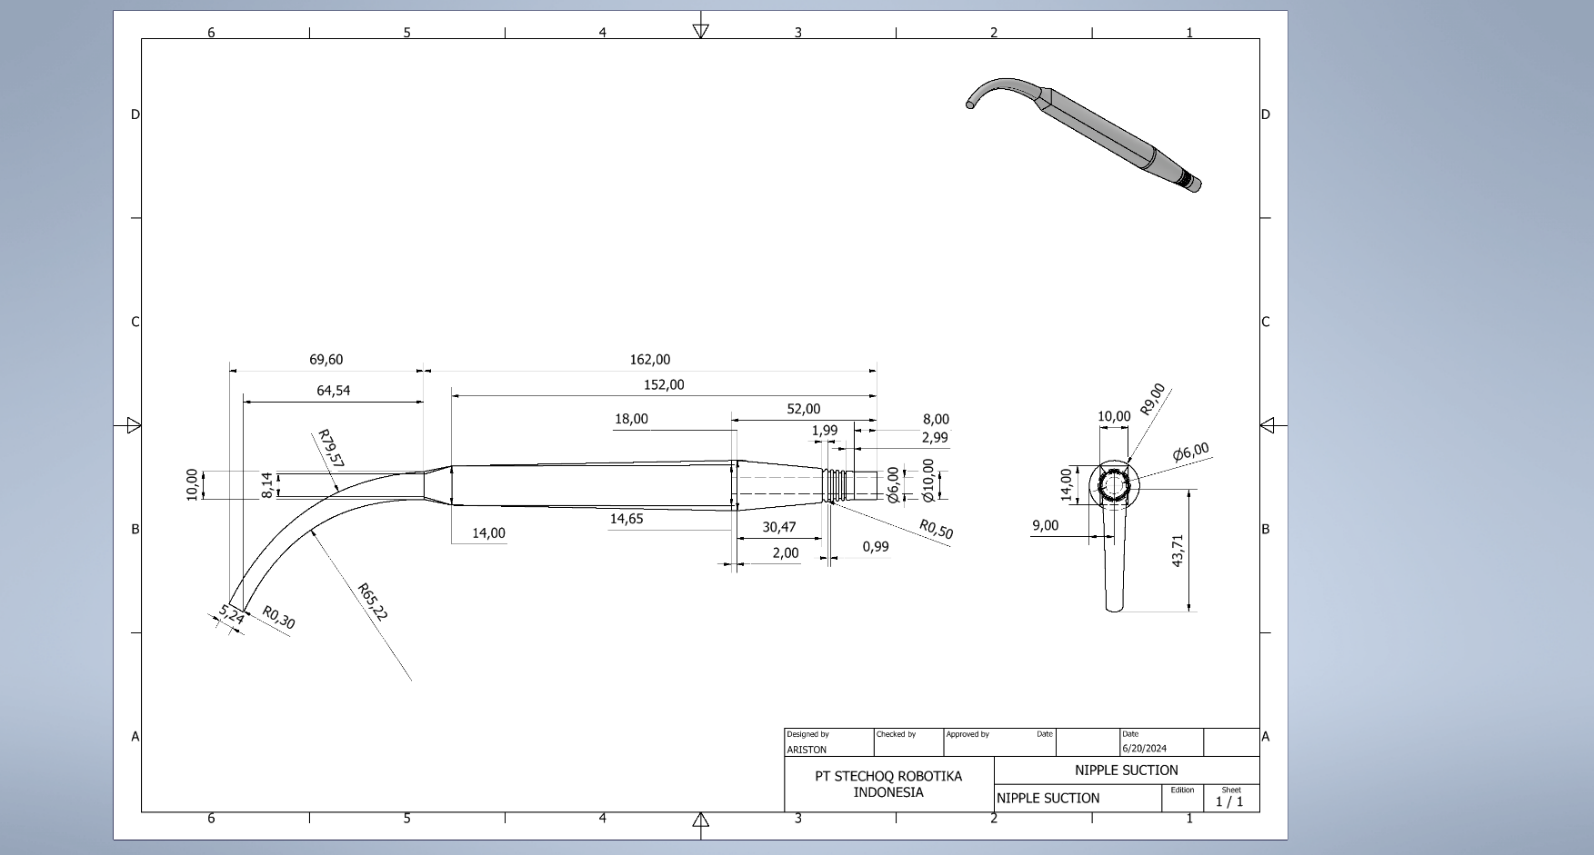 6 5 4 3 2 1
D D
C C
69,60 162,00
152,00
64,54
52,00
18,00 8,00
1,99 2,99
R79,57
10,00 8,14
Ø6,00 Ø10,00
14,00
14,65
30,47
R0,50
2,00 0,99
R65,22
5,24 R0,30
R9,00
10,00
Ø6,00
14,00
9,00
43,71
B B
A A
Designed by Checked by Approved by Date Date
ARISTON 6/20/2024
PT STECHOQ ROBOTIKA
INDONESIA
NIPPLE SUCTION
NIPPLE SUCTION
Edition Sheet
1 / 1
6 5 4 3 2 1